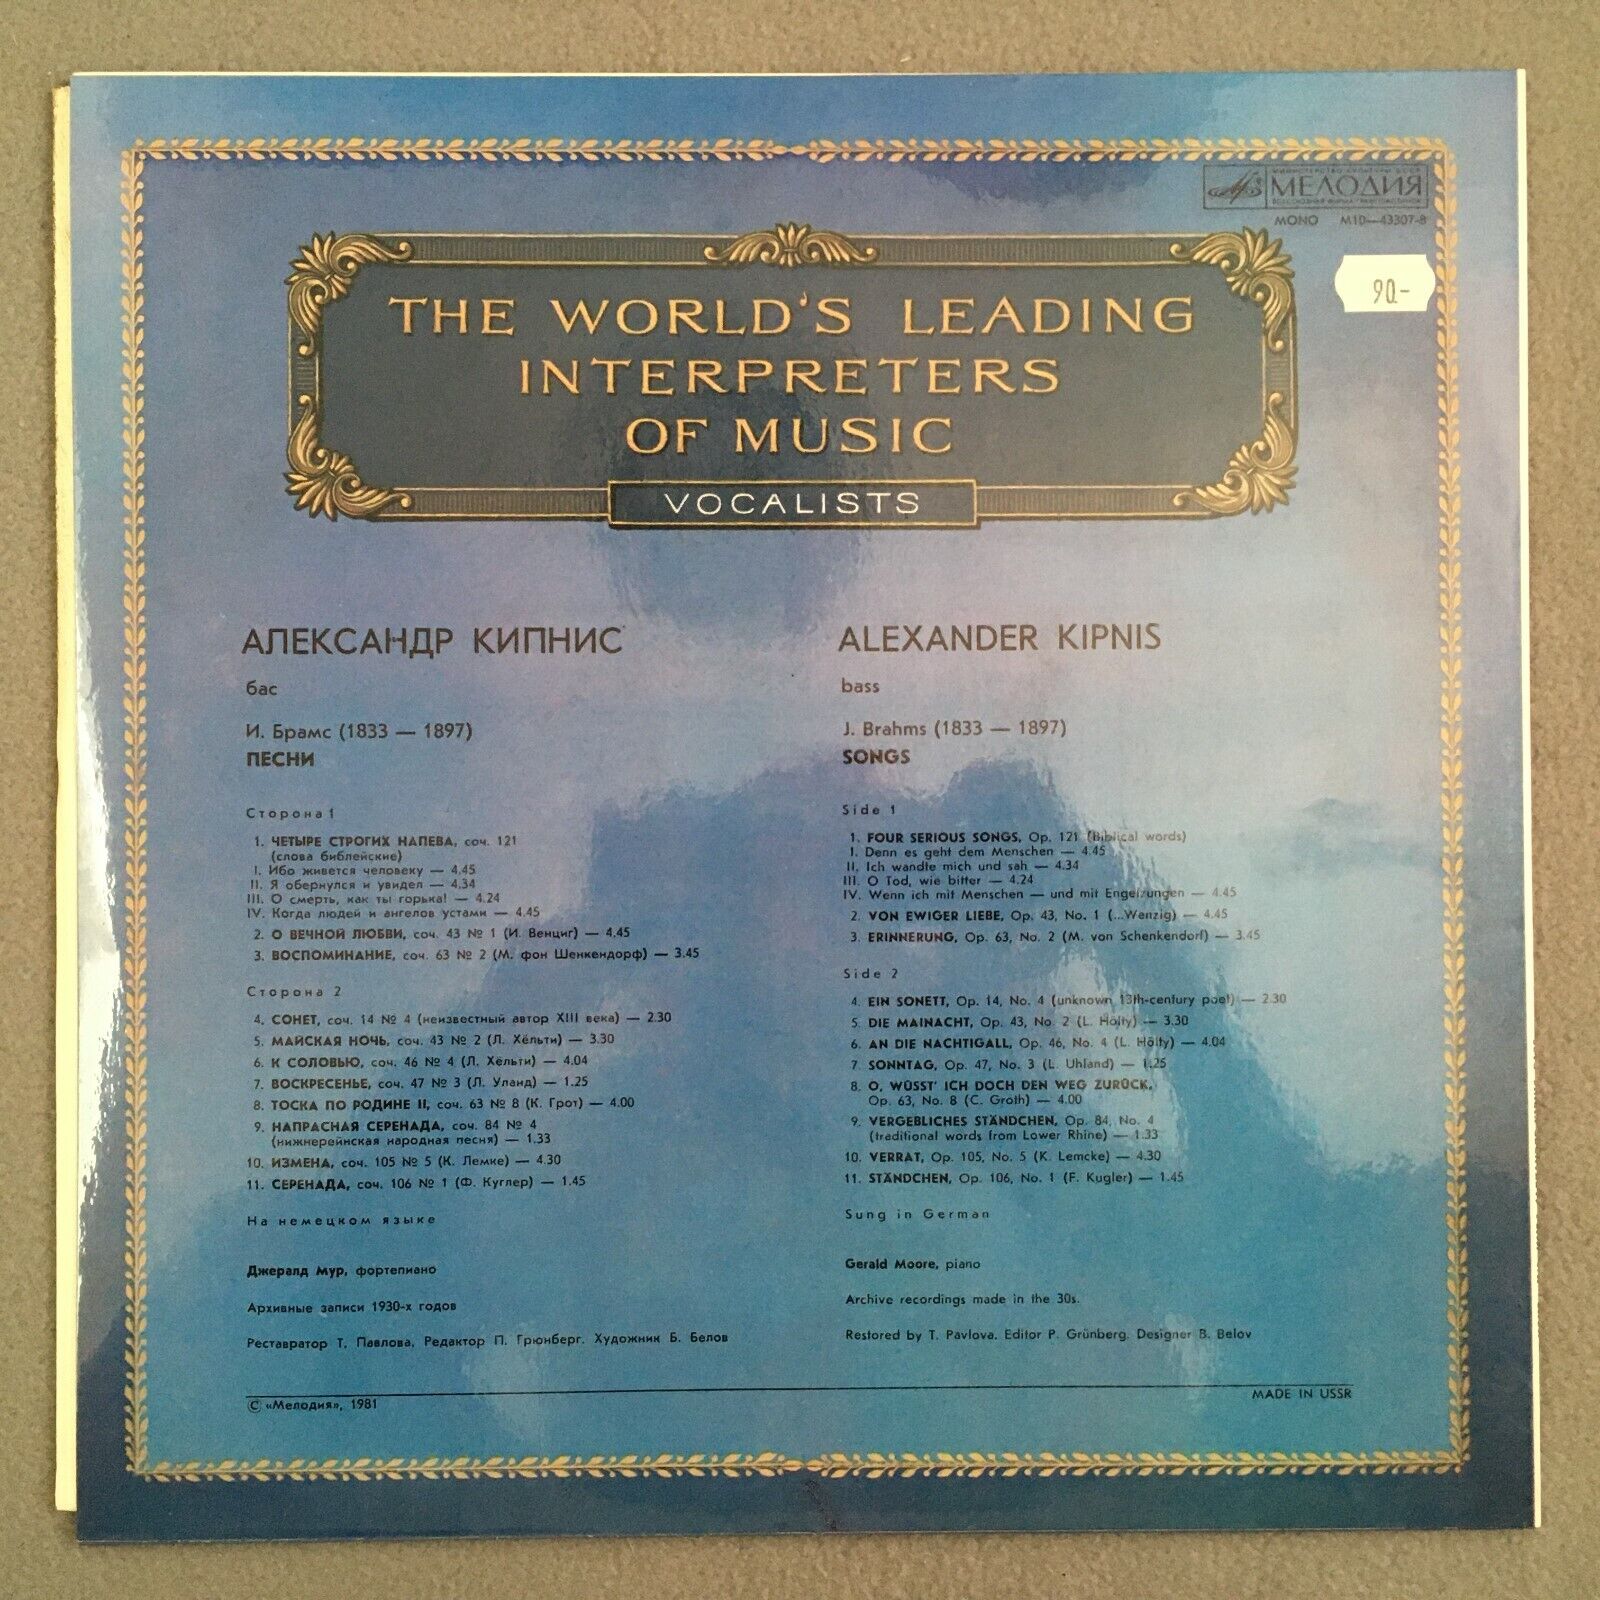 МИНИСТЕРСТВО КУЛЬТУРЫ СССР
МЕЛОДИЯ
ВСЕСОЮЗНАЯ ФИРМА ГРАМПЛАСТИНОК
MONO М10—43307-8
90.-
THE WORLD'S LEADING
INTERPRETERS
OF MUSIC
VOCALISTS
АЛЕКСАНДР КИПНИС
бас
И. Брамс (1833 — 1897)
ПЕСНИ
Сторона 1
1. ЧЕТЫРЕ СТРОГИХ НАПЕВА, соч. 121
(слова библейские)
I. Ибо живется человеку — 4.45
II. Я обернулся и увидел — 4.34
III. О смерть, как ты горька! — 4.24
IV. Когда людей и ангелов устами — 4.45
2. О ВЕЧНОЙ ЛЮБВИ, соч. 43 № 1 (И. Венциг) — 4.45
3. ВОСПОМИНАНИЕ, соч. 63 № 2 (М. фон Шенкендорф) — 3.45
Сторона 2
4. СОНЕТ, соч. 14 № 4 (неизвестный автор XIII века) — 2.30
5. МАЙСКАЯ НОЧЬ, соч. 43 № 2 (Л. Хёльти) — 3.30
6. К СОЛОВЬЮ, соч. 46 № 4 (Л. Хёльти) — 4.04
7. ВОСКРЕСЕНЬЕ, соч. 47 № 3 (Л. Уланд) — 1.25
8. ТОСКА ПО РОДИНЕ II, соч. 63 № 8 (К. Грот) — 4.00
9. НАПРАСНАЯ СЕРЕНАДА, соч. 84 № 4
(нижнерейнская народная песня) — 1.33
10. ИЗМЕНА, соч. 105 № 5 (К. Лемке) — 4.30
11. СЕРЕНАДА, соч. 106 № 1 (Ф. Куглер) — 1.45
На немецком языке
Джералд Мур, фортепиано
Архивные записи 1930-х годов
Реставратор Т. Павлова. Редактор П. Грюнберг. Художник Б. Белов
ALEXANDER KIPNIS
bass
J. Brahms (1833 — 1897)
SONGS
Side 1
1. FOUR SERIOUS SONGS, Op. 121 (Biblical words)
I. Denn es geht dem Menschen — 4.45
II. Ich wandte mich und sah — 4.34
III. O Tod, wie bitter — 4.24
IV. Wenn ich mit Menschen — und mit Engelzungen — 4.45
2. VON EWIGER LIEBE, Op. 43, No. 1 (...Wenzig) — 4.45
3. ERINNERUNG, Op. 63, No. 2 (M. von Schenkendorf) — 3.45
Side 2
4. EIN SONETT, Op. 14, No. 4 (unknown 13th-century poet) — 2.30
5. DIE MAINACHT, Op. 43, No. 2 (L. Hölty) — 3.30
6. AN DIE NACHTIGALL, Op. 46, No. 4 (L. Hölty) — 4.04
7. SONNTAG, Op. 47, No. 3 (L. Uhland) — 1.25
8. O, WÜSST' ICH DOCH DEN WEG ZURÜCK,
Op. 63, No. 8 (C. Groth) — 4.00
9. VERGEBLICHES STÄNDCHEN, Op. 84, No. 4
(traditional words from Lower Rhine) — 1.33
10. VERRAT, Op. 105, No. 5 (K. Lemcke) — 4.30
11. STÄNDCHEN, Op. 106, No. 1 (F. Kugler) — 1.45
Sung in German
Gerald Moore, piano
Archive recordings made in the 30s.
Restored by T. Pavlova. Editor P. Grünberg. Designer B. Belov
© «Мелодия», 1981
MADE IN USSR